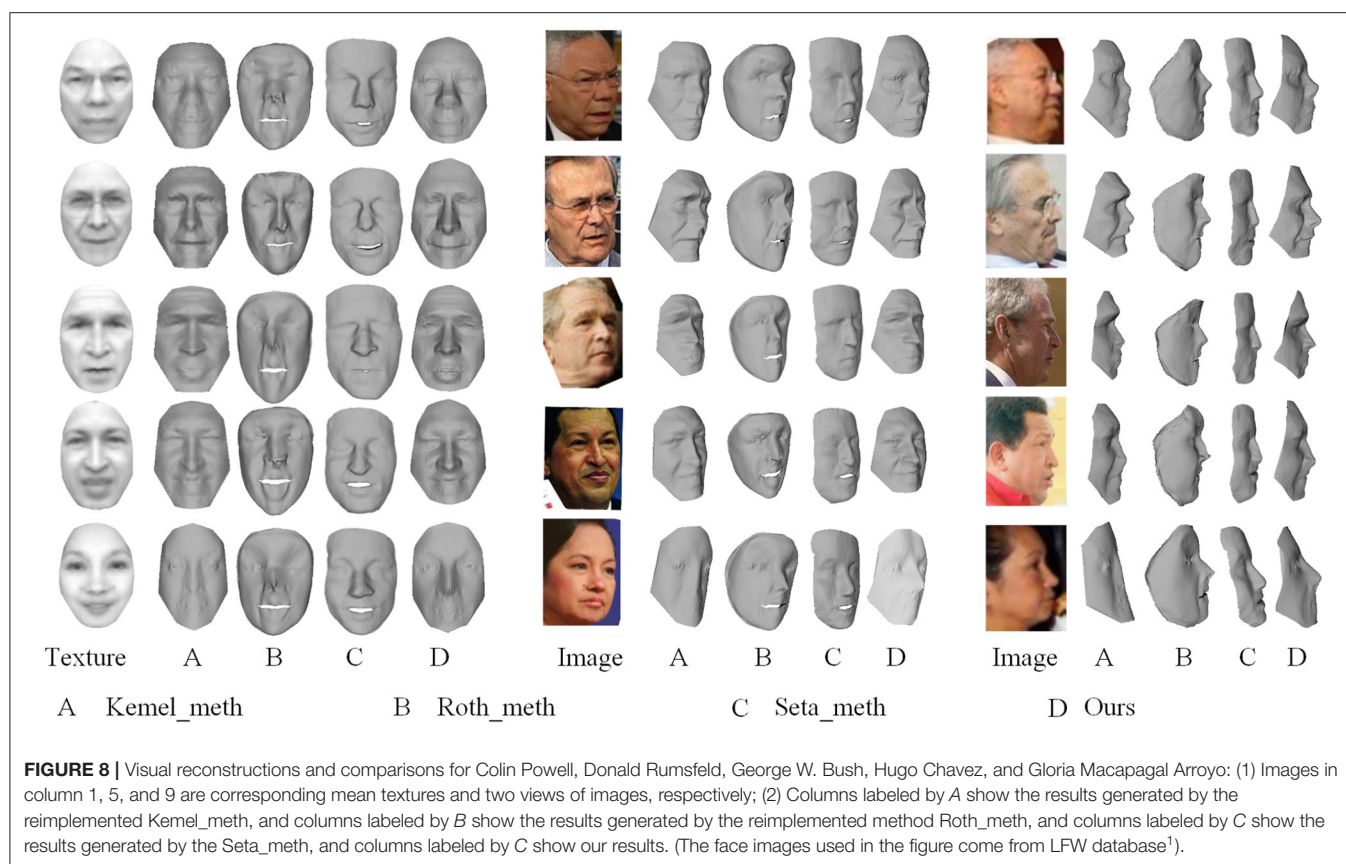 Texture A B C D Image A B C D Image A B C D
A Kemel_meth B Roth_meth C Seta_meth D Ours
FIGURE 8 | Visual reconstructions and comparisons for Colin Powell, Donald Rumsfeld, George W. Bush, Hugo Chavez, and Gloria Macapagal Arroyo: (1) Images in
column 1, 5, and 9 are corresponding mean textures and two views of images, respectively; (2) Columns labeled by A show the results generated by the
reimplemented Kemel_meth, and columns labeled by B show the results generated by the reimplemented method Roth_meth, and columns labeled by C show the
results generated by the Seta_meth, and columns labeled by C show our results. (The face images used in the figure come from LFW database¹).